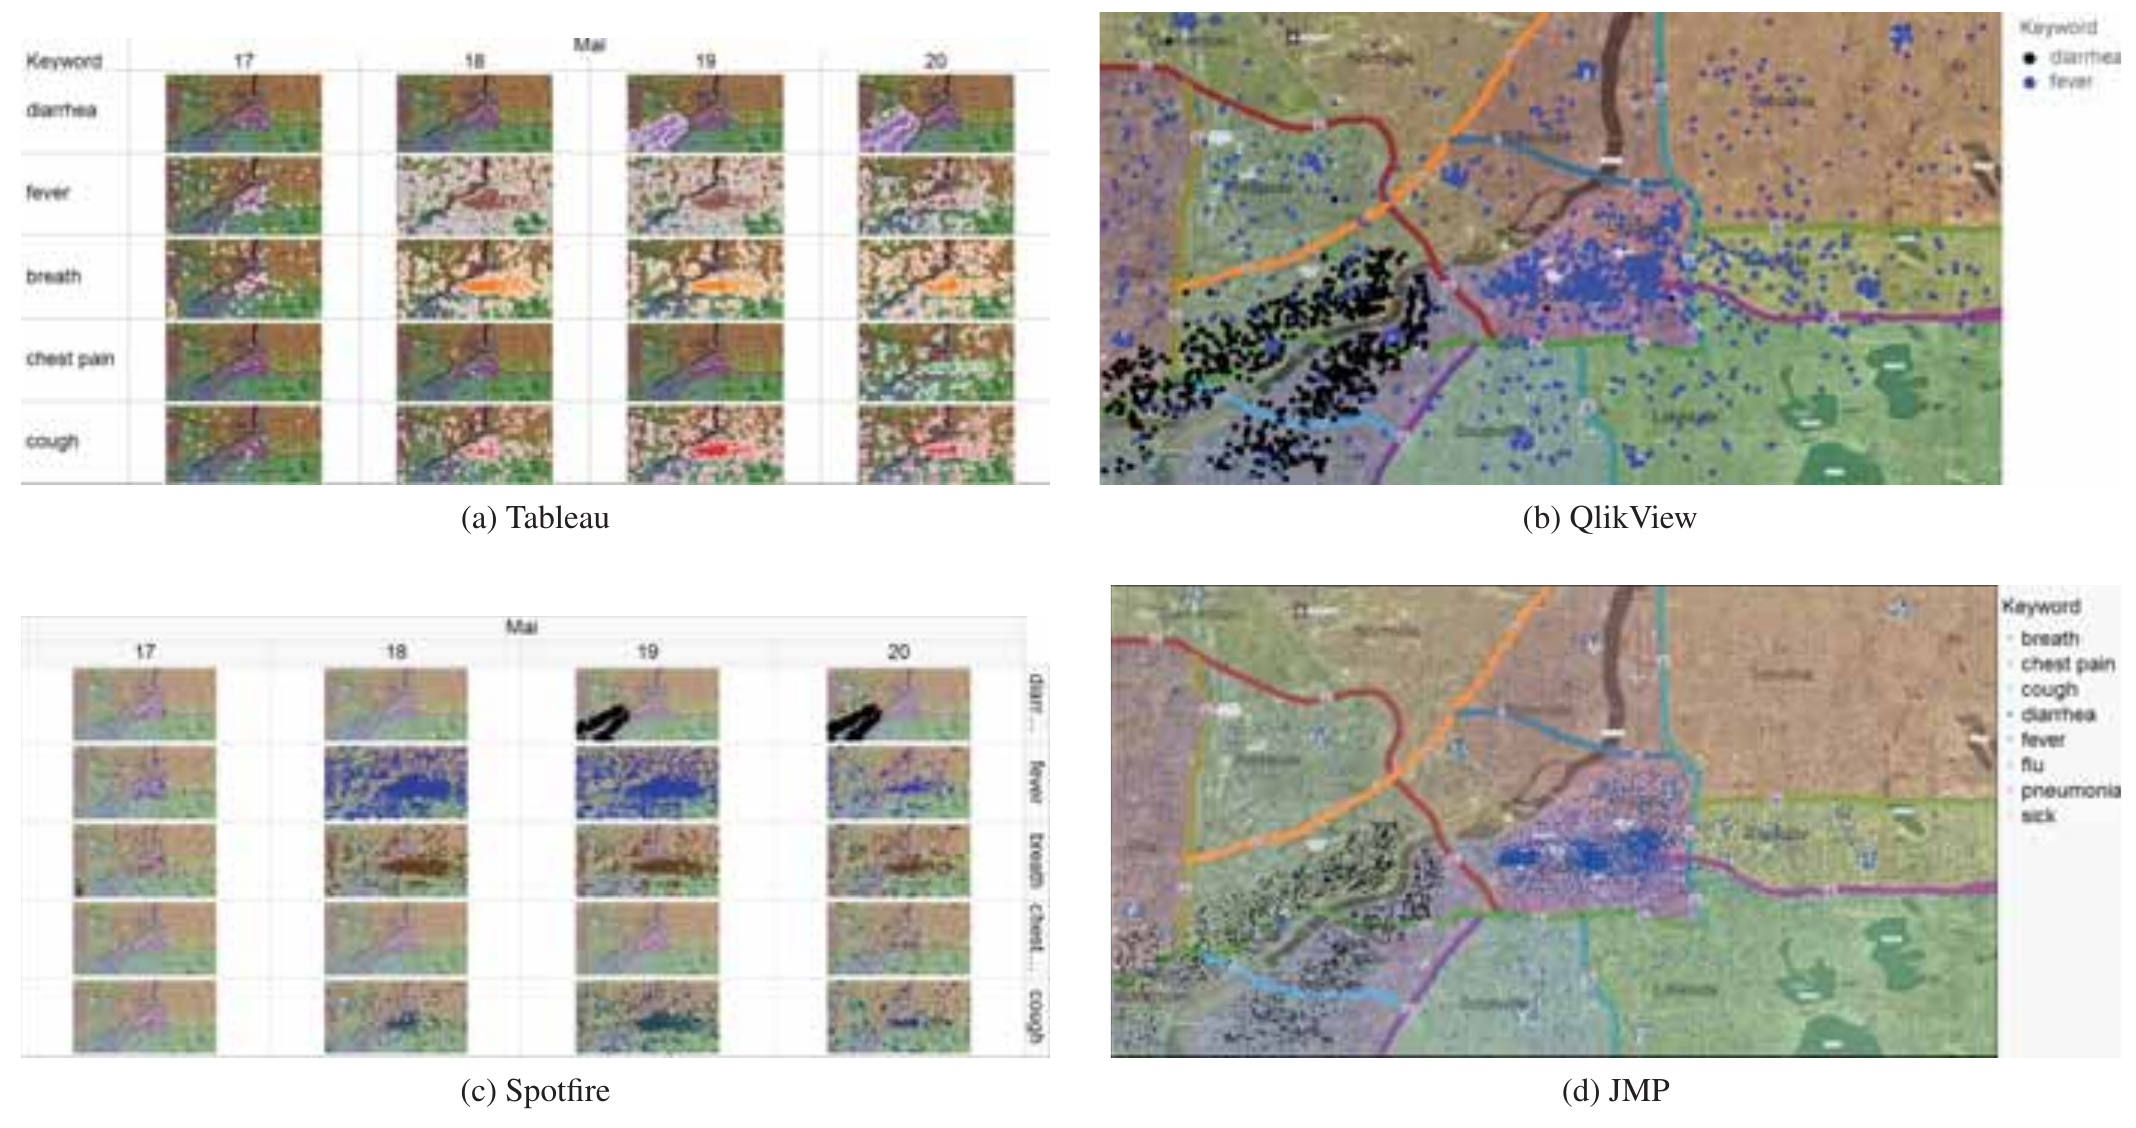 Mai
Keyword 17 18 19 20
diarrhea
fever
breath
chest pain
cough
(a) Tableau
Keyword
diarrhea
fever
(b) QlikView
Mai
17 18 19 20
diarr...
fever
breath
chest...
cough
(c) Spotfire
Keyword
breath
chest pain
cough
diarrhea
fever
flu
pneumonia
sick
(d) JMP